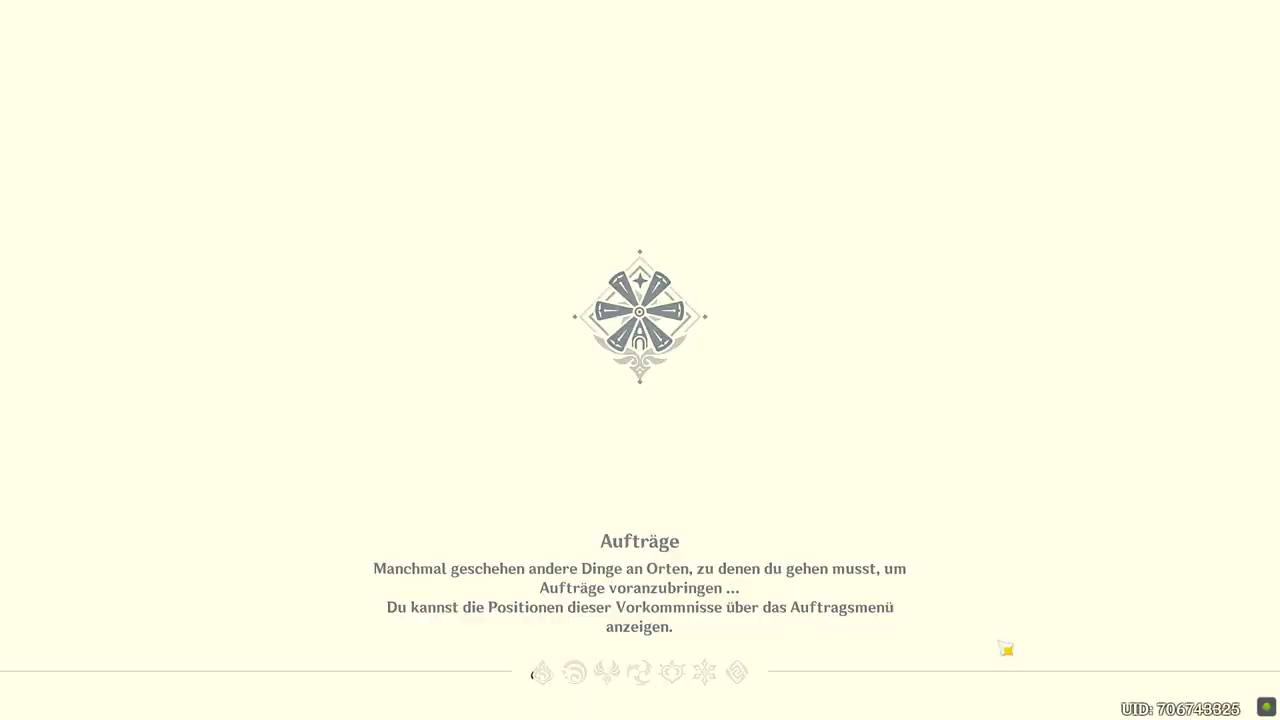 Aufträge
Manchmal geschehen andere Dinge an Orten, zu denen du gehen musst, um
Aufträge voranzubringen ...
Du kannst die Positionen dieser Vorkommnisse über das Auftragsmenü
anzeigen.
UID: 706743325